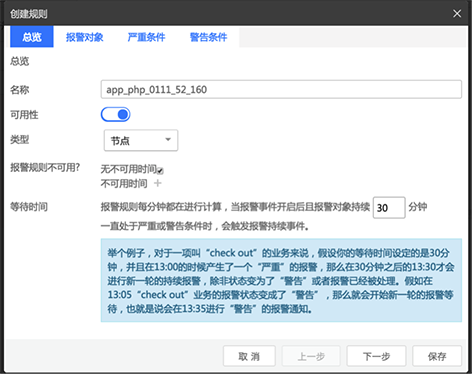 创建规则
总览 报警对象 严重条件 警告条件
总览
名称 app_php_0111_52_160
可用性
类型 节点
报警规则不可用? 无不可用时间
不可用时间 +
等待时间 报警规则每分钟都在进行计算，当报警事件开启后且报警对象持续 30 分钟
一直处于严重或警告条件时，会触发报警持续事件。
举个例子，对于一项叫“check out”的业务来说，假设你的等待时间设定的是30分
钟，并且在13:00的时候产生了一个“严重”的报警，那么在30分钟之后的13:30才会
进行新一轮的持续报警，除非状态变为了“警告”或者报警已经被处理。假如在
13:05“check out”业务的报警状态变成了“警告”，那么就会开始新一轮的报警等
待，也就是说会在13:35进行“警告”的报警通知。
取 消 上一步 下一步 保存